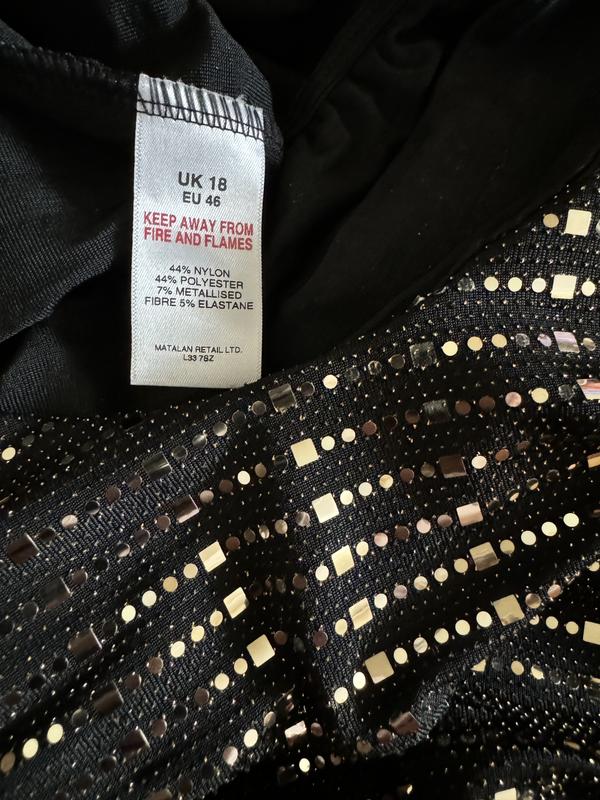 UK 18
EU 46
KEEP AWAY FROM
FIRE AND FLAMES
44% NYLON
44% POLYESTER
7% METALLISED
FIBRE 5% ELASTANE
MATALAN RETAIL LTD.
L33 7SZ